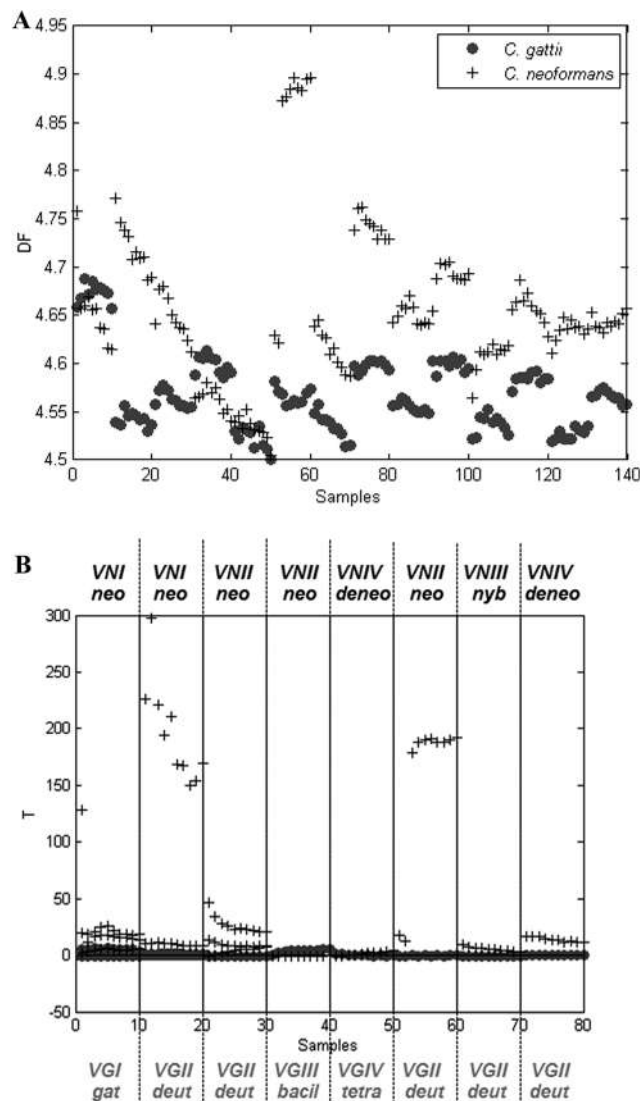 A
C. gattii
C. neoformans
4.95
4.9
4.85
4.8
4.75
4.7
4.65
4.6
4.55
4.5
DF
0 20 40 60 80 100 120 140
Samples
B
VNI VNI VNII VNII VNIV VNII VNIII VNIV
neo neo neo neo deneo neo nyb deneo
300
250
200
150
100
50
0
-50
T
0 10 20 30 40 50 60 70 80
Samples
VGI VGII VGII VGIII VGIV VGII VGII VGII
gat deut deut bacil tetra deut deut deut